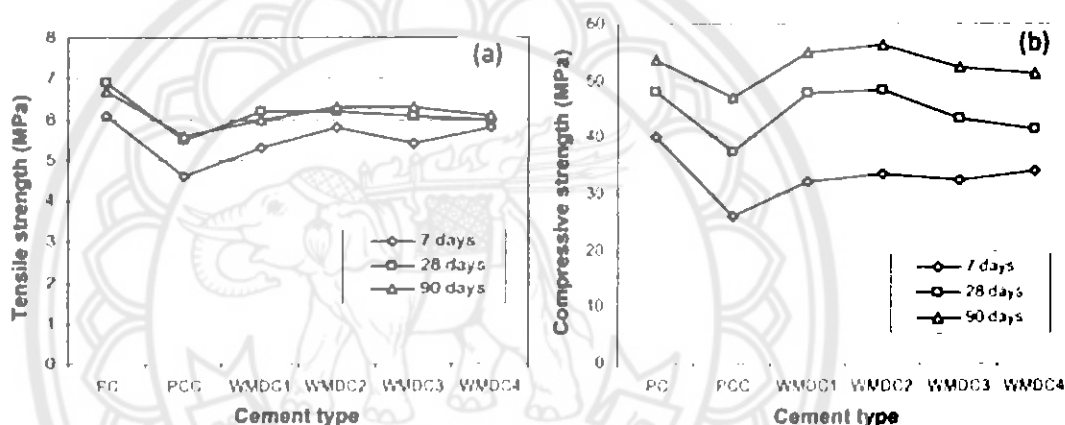 (a)
Tensile strength (MPa)
8
7
6
5
4
3
2
1
0
7 days
28 days
90 days
PC
PCC
WMDC1
WMDC2
WMDC3
WMDC4
Cement type
(b)
Compressive strength (MPa)
60
50
40
30
20
10
0
7 days
28 days
90 days
PC
PCC
WMDC1
WMDC2
WMDC3
WMDC4
Cement type